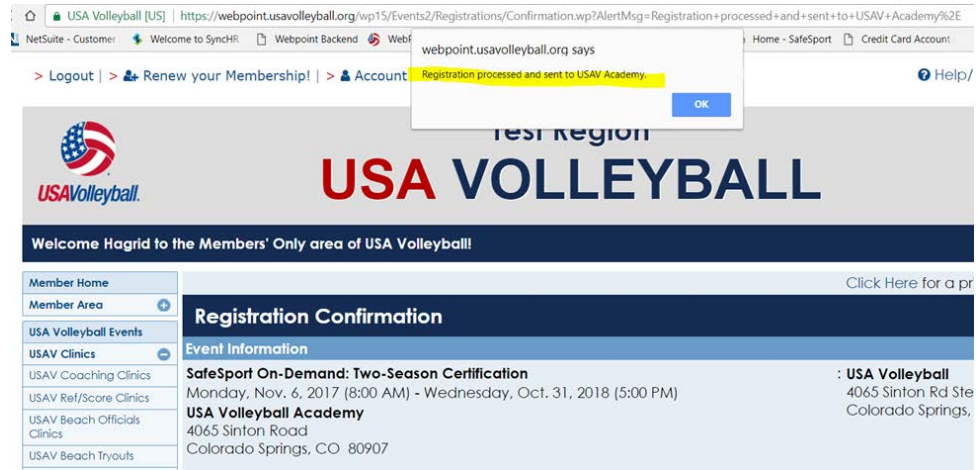 USA Volleyball [US] https://webpoint.usavolleyball.org/wp15/Events2/Registrations/Confirmation.wp?AlertMsg=Registration+processed+and+sent+to+USAV+Academy%2E
NetSuite - Customer Welcome to SyncHR Webpoint Backend Home - SafeSport Credit Card Account
webpoint.usavolleyball.org says
Registration processed and sent to USAV Academy.
OK
> Logout | > Renew your Membership! | > Account
Help/
Test Region
USA VOLLEYBALL
USAVolleyball.
Welcome Hagrid to the Members' Only area of USA Volleyball!
Member Home
Member Area
USA Volleyball Events
USAV Clinics
USAV Coaching Clinics
USAV Ref/Score Clinics
USAV Beach Officials
Clinics
USAV Beach Tryouts
Click Here for a pr
Registration Confirmation
Event Information
SafeSport On-Demand: Two-Season Certification
Monday, Nov. 6, 2017 (8:00 AM) - Wednesday, Oct. 31, 2018 (5:00 PM)
USA Volleyball Academy
4065 Sinton Road
Colorado Springs, CO 80907
: USA Volleyball
4065 Sinton Rd Ste
Colorado Springs,